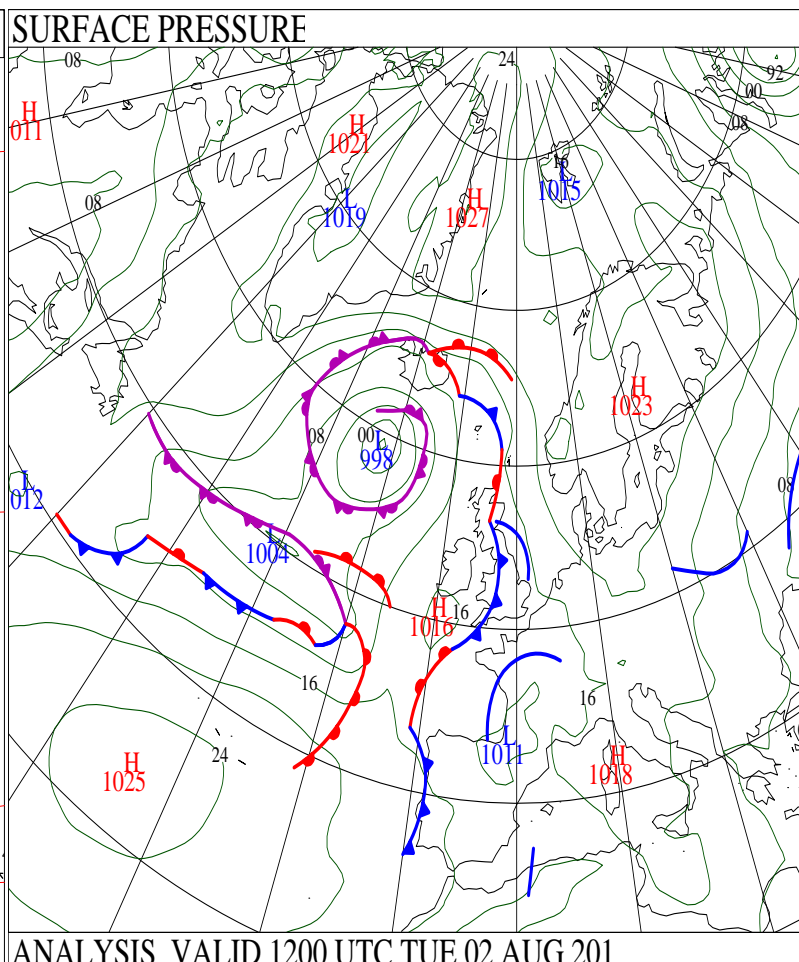 SURFACE PRESSURE
08
24
92
00
08
H
011
H
1021
16
L
1015
08
L
1019
H
1027
H
1023
08
00
L
998
L
012
08
L
1004
H
1016
16
16
16
L
1011
H
1018
24
H
1025
ANALYSIS VALID 1200 UTC TUE 02 AUG 201